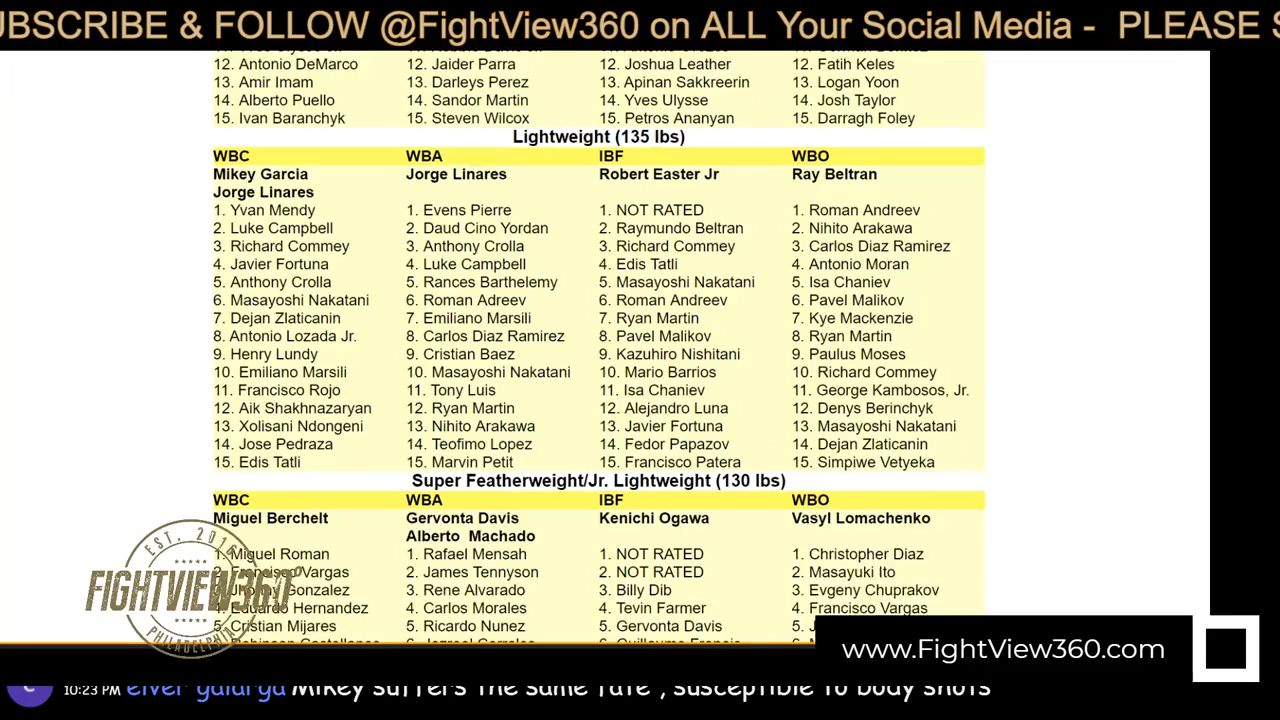 UBSCRIBE & FOLLOW @FightView360 on ALL Your Social Media - PLEASE S
12. Antonio DeMarco 12. Jaider Parra 12. Joshua Leather 12. Fatih Keles
13. Amir Imam 13. Darleys Perez 13. Apinan Sakkreerin 13. Logan Yoon
14. Alberto Puello 14. Sandor Martin 14. Yves Ulysse 14. Josh Taylor
15. Ivan Baranchyk 15. Steven Wilcox 15. Petros Ananyan 15. Darragh Foley
Lightweight (135 lbs)
WBC WBA IBF WBO
Mikey Garcia Jorge Linares Robert Easter Jr Ray Beltran
Jorge Linares
1. Yvan Mendy 1. Evens Pierre 1. NOT RATED 1. Roman Andreev
2. Luke Campbell 2. Daud Cino Yordan 2. Raymundo Beltran 2. Nihito Arakawa
3. Richard Commey 3. Anthony Crolla 3. Richard Commey 3. Carlos Diaz Ramirez
4. Javier Fortuna 4. Luke Campbell 4. Edis Tatli 4. Antonio Moran
5. Anthony Crolla 5. Rances Barthelemy 5. Masayoshi Nakatani 5. Isa Chaniev
6. Masayoshi Nakatani 6. Roman Adreev 6. Roman Andreev 6. Pavel Malikov
7. Dejan Zlaticanin 7. Emiliano Marsili 7. Ryan Martin 7. Kye Mackenzie
8. Antonio Lozada Jr. 8. Carlos Diaz Ramirez 8. Pavel Malikov 8. Ryan Martin
9. Henry Lundy 9. Cristian Baez 9. Kazuhiro Nishitani 9. Paulus Moses
10. Emiliano Marsili 10. Masayoshi Nakatani 10. Mario Barrios 10. Richard Commey
11. Francisco Rojo 11. Tony Luis 11. Isa Chaniev 11. George Kambosos, Jr.
12. Aik Shakhnazaryan 12. Ryan Martin 12. Alejandro Luna 12. Denys Berinchyk
13. Xolisani Ndongeni 13. Nihito Arakawa 13. Javier Fortuna 13. Masayoshi Nakatani
14. Jose Pedraza 14. Teofimo Lopez 14. Fedor Papazov 14. Dejan Zlaticanin
15. Edis Tatli 15. Marvin Petit 15. Francisco Patera 15. Simpiwe Vetyeka
Super Featherweight/Jr. Lightweight (130 lbs)
WBC WBA IBF WBO
Miguel Berchelt Gervonta Davis Kenichi Ogawa Vasyl Lomachenko
Alberto Machado
1. Miguel Roman 1. Rafael Mensah 1. NOT RATED 1. Christopher Diaz
Vargas 2. James Tennyson 2. NOT RATED 2. Masayuki Ito
Gonzalez 3. Rene Alvarado 3. Billy Dib 3. Evgeny Chuprakov
4. Eduardo Hernandez 4. Carlos Morales 4. Tevin Farmer 4. Francisco Vargas
5. Cristian Mijares 5. Ricardo Nunez 5. Gervonta Davis 5.
EST. 2016
FIGHTVIEW360
PHILADELPHIA
www.FightView360.com
10:23 PM elver galarga Mikey suffers the same fate , susceptible to body shots